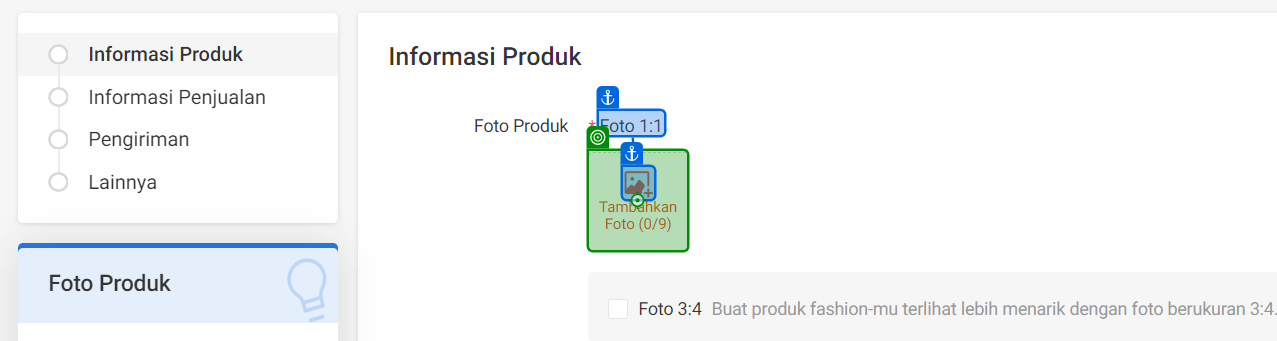 Informasi Produk
Informasi Penjualan
Pengiriman
Lainnya
Foto Produk
Informasi Produk
Foto Produk
* Foto 1:1
Tambahkan
Foto (0/9)
Foto 3:4 Buat produk fashion-mu terlihat lebih menarik dengan foto berukuran 3:4.